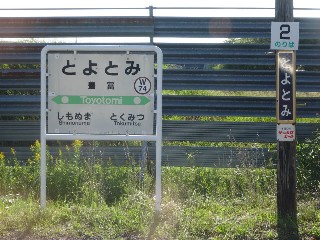 とよとみ
W
74
豊富
Toyotomi
しもぬま
Shimonuma
とくみつ
Tokumitsu
2
のりば
とよとみ